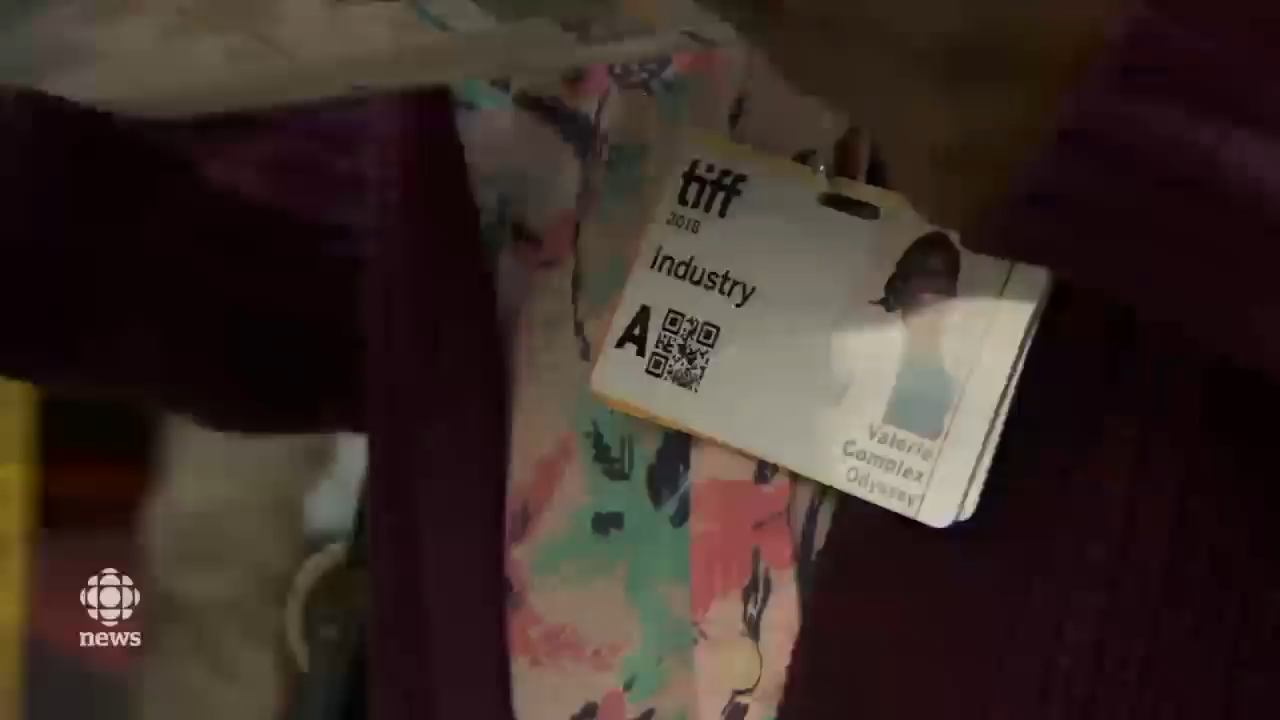 tiff
2018
Industry
A
Valerie
Complex
Odyssey
news